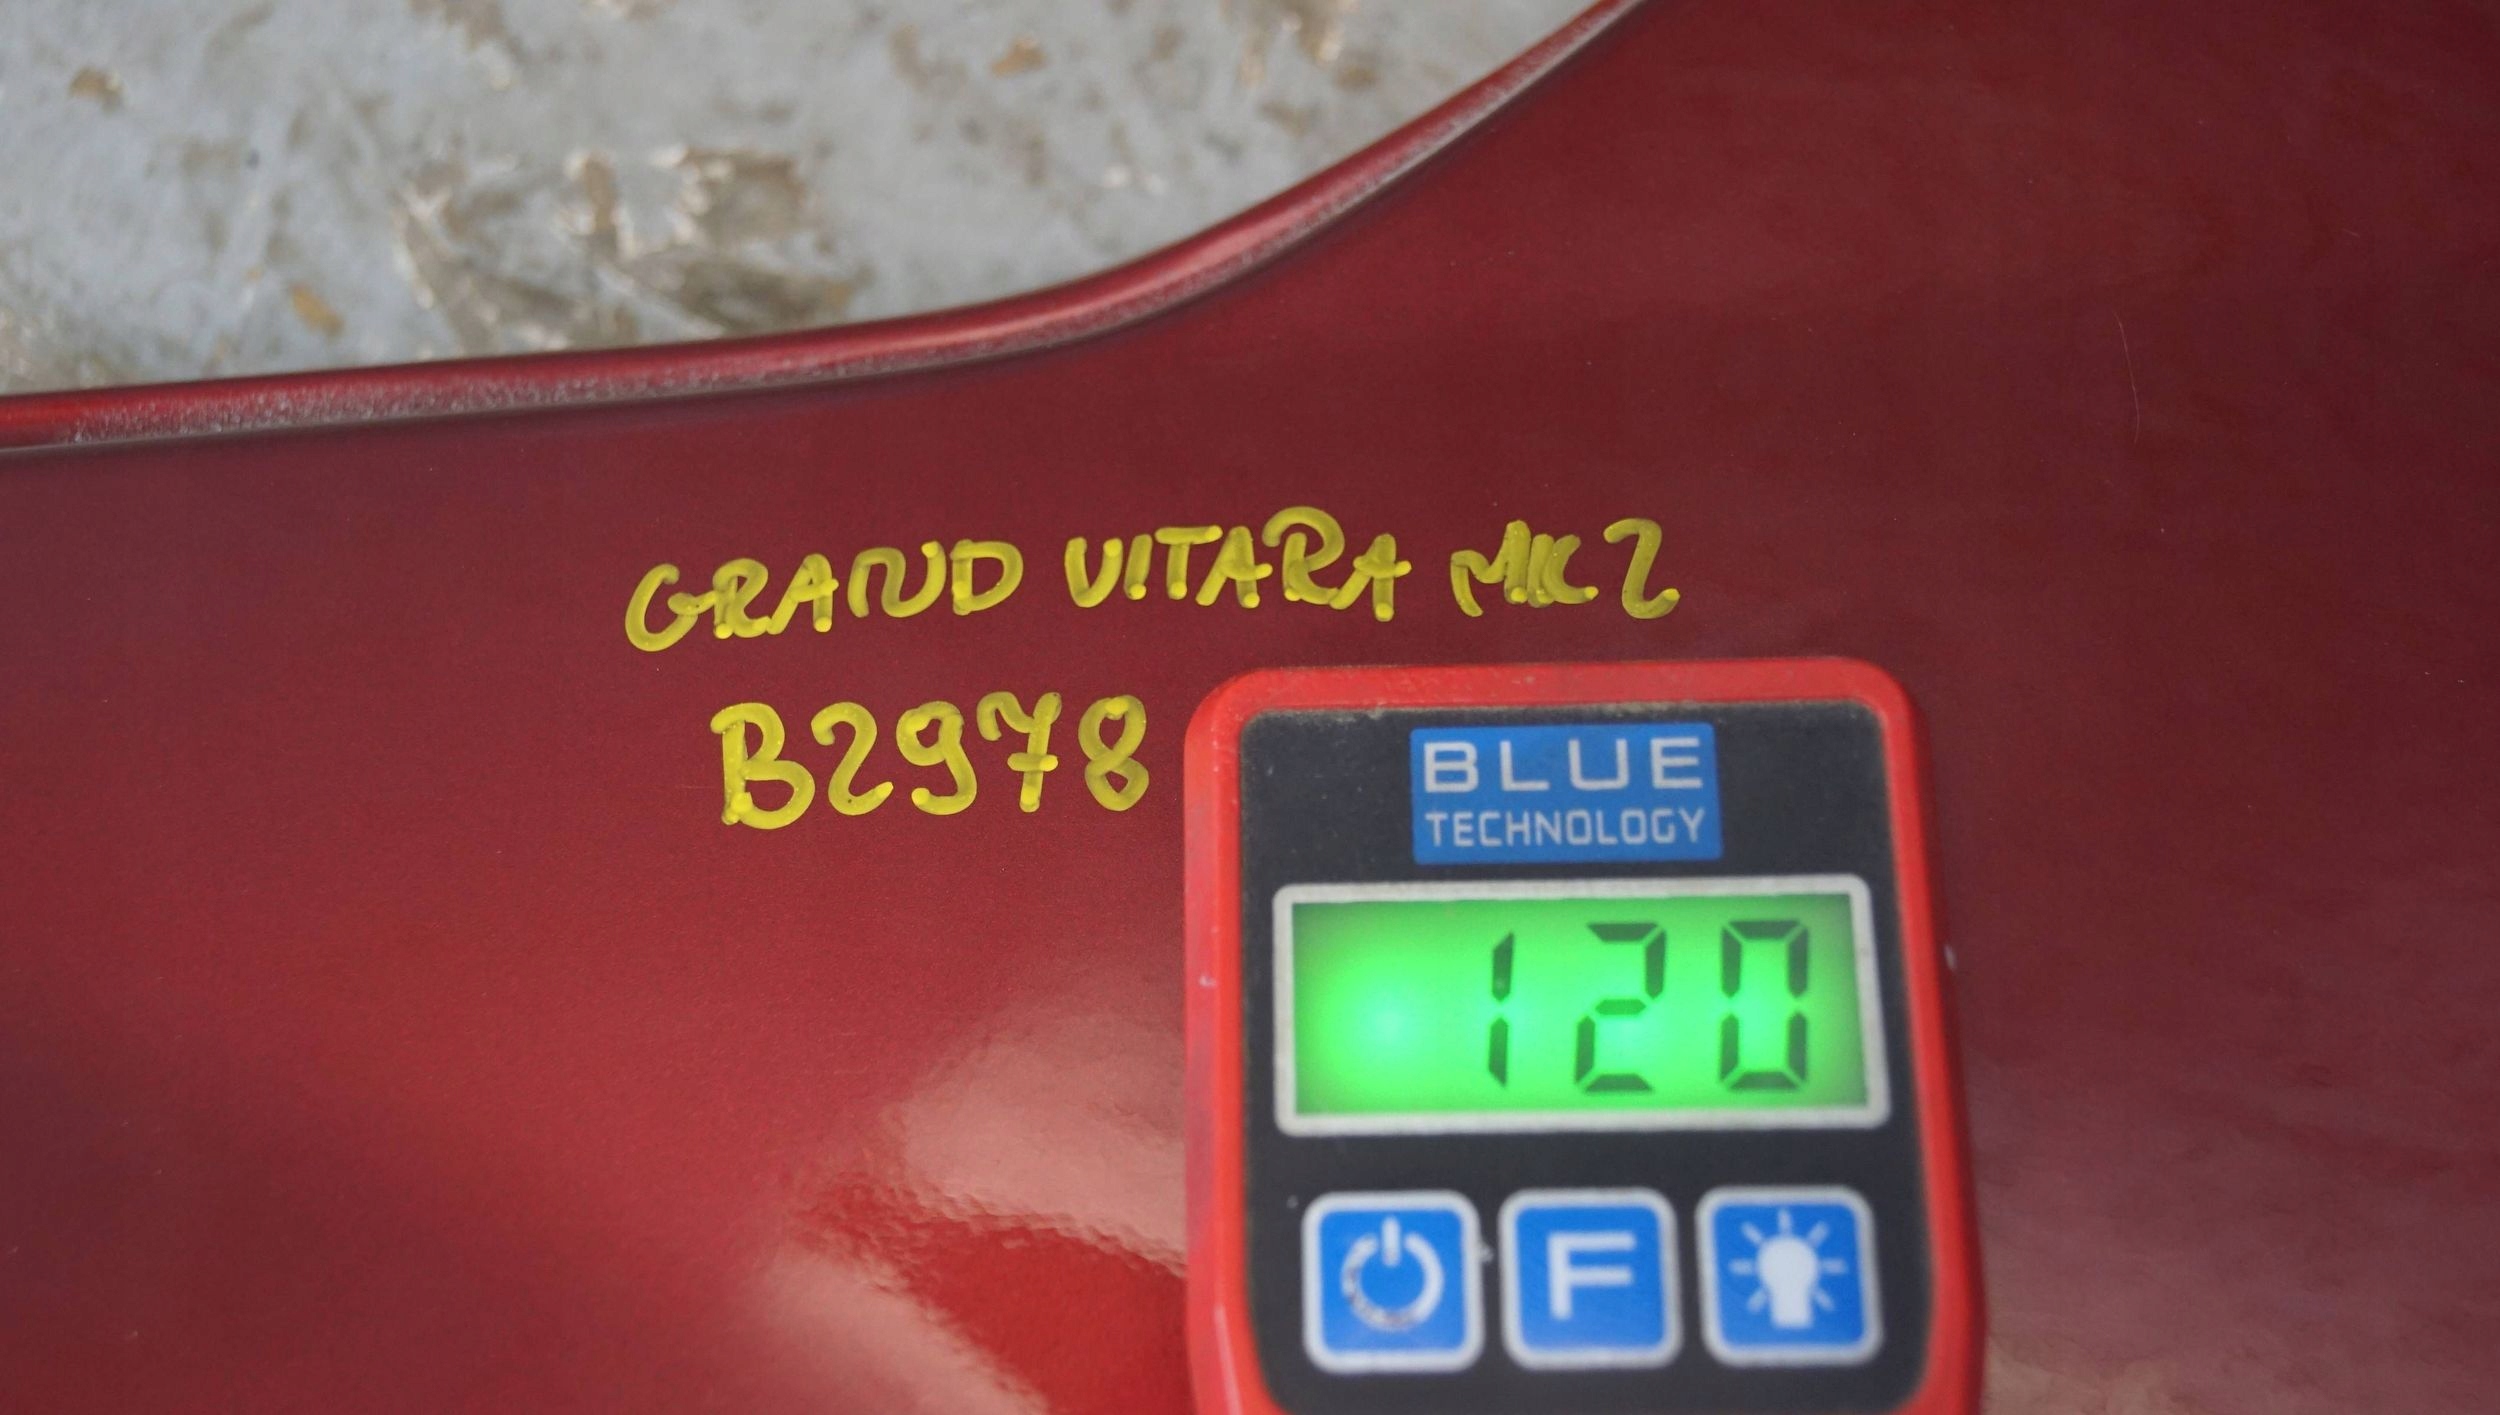 GRAND VITARA MK2
B2978
BLUE
TECHNOLOGY
120
F